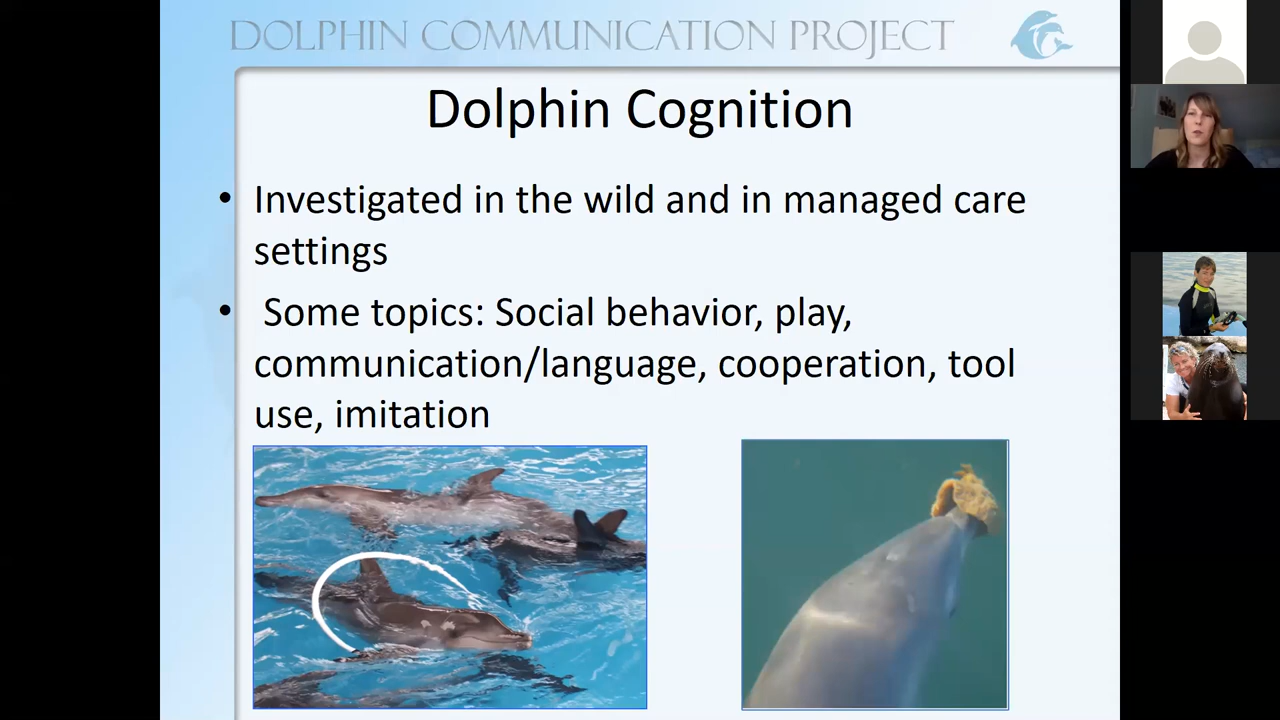 DOLPHIN COMMUNICATION PROJECT
Dolphin Cognition
• Investigated in the wild and in managed care
settings
• Some topics: Social behavior, play,
communication/language, cooperation, tool
use, imitation